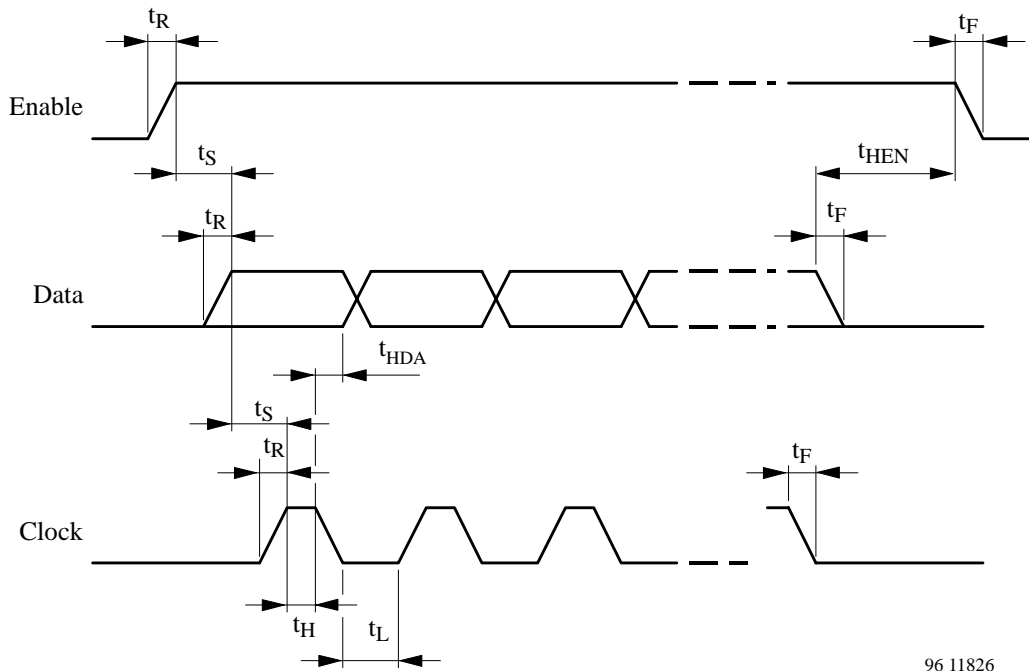 tR
tF
Enable
tS
tHEN
tR
tF
Data
tHDA
tS
tR
tF
Clock
tH
tL
96 11826